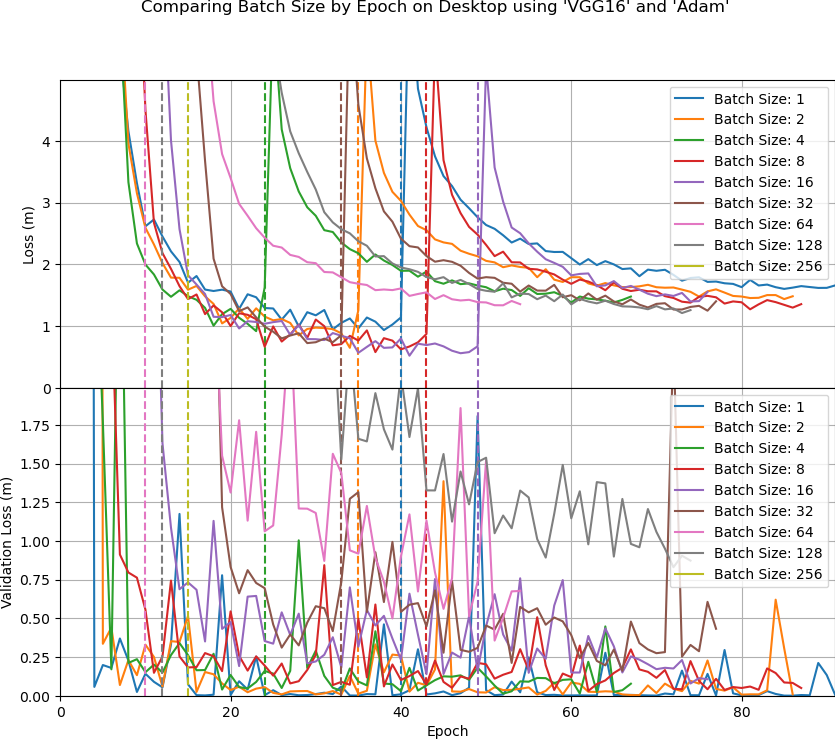 Comparing Batch Size by Epoch on Desktop using 'VGG16' and 'Adam'
Loss (m)
4
3
2
1
0
Batch Size: 1
Batch Size: 2
Batch Size: 4
Batch Size: 8
Batch Size: 16
Batch Size: 32
Batch Size: 64
Batch Size: 128
Batch Size: 256
Validation Loss (m)
1.75
1.50
1.25
1.00
0.75
0.50
0.25
0.00
Batch Size: 1
Batch Size: 2
Batch Size: 4
Batch Size: 8
Batch Size: 16
Batch Size: 32
Batch Size: 64
Batch Size: 128
Batch Size: 256
0 20 40 60 80
Epoch